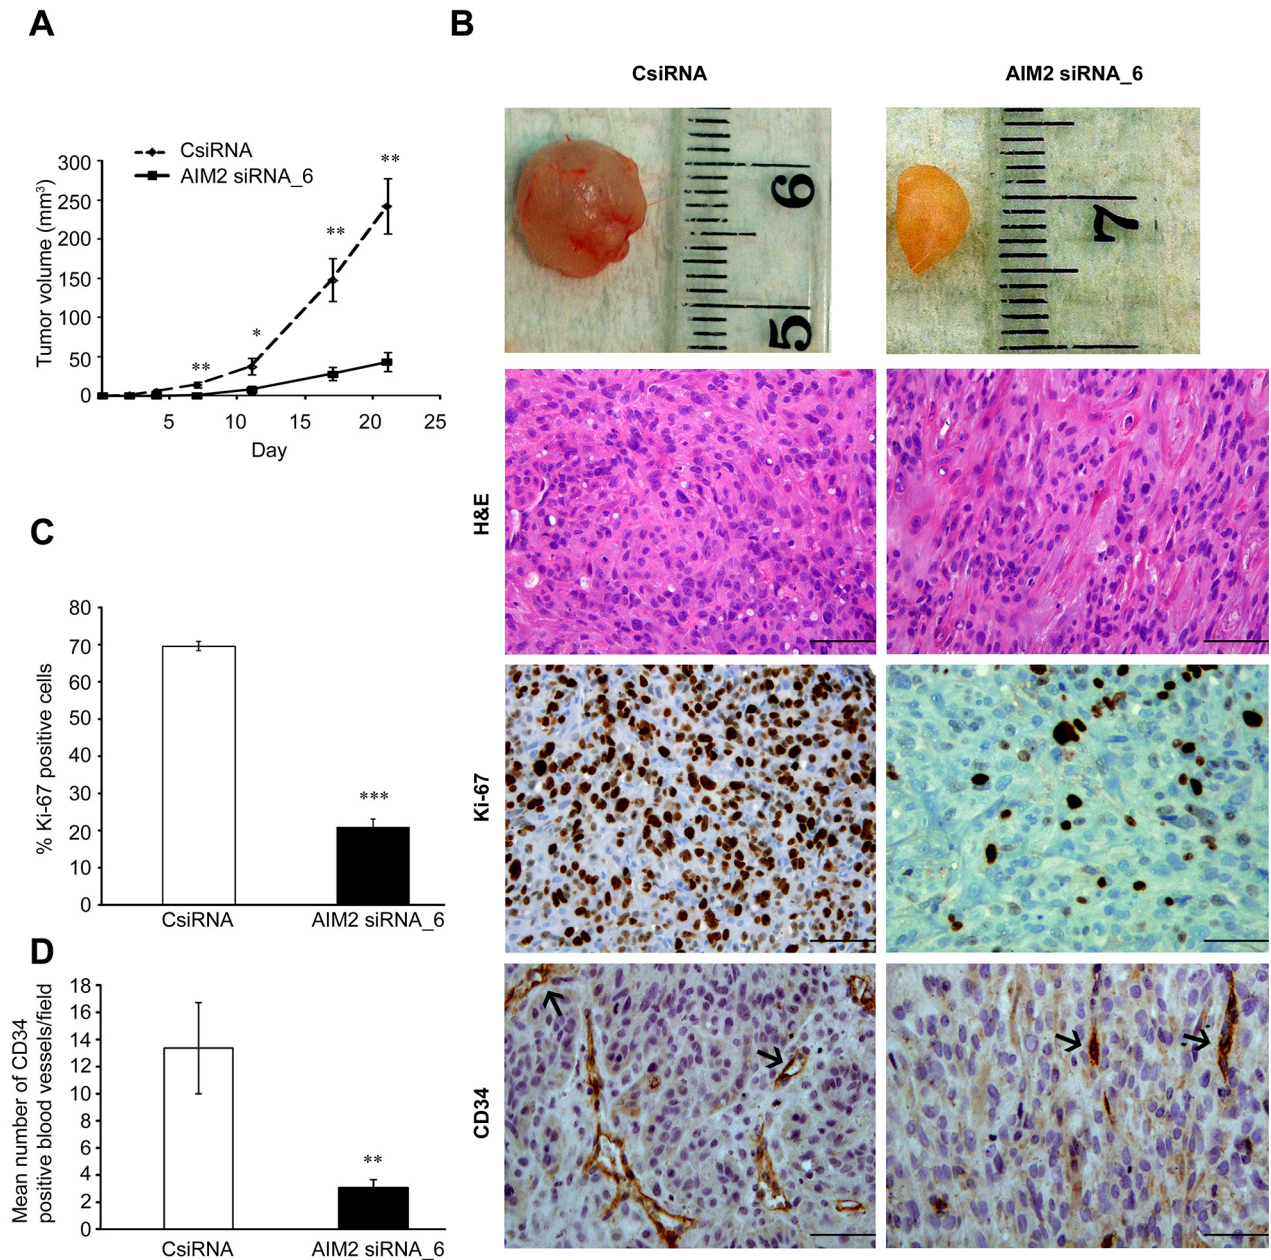 A
B
CsiRNA
AIM2 siRNA_6
CsiRNA
AIM2 siRNA_6
Tumor volume (mm³)
300
250
200
150
100
50
0
**
*
**
**
5
10
15
20
25
Day
6
5
7
H&E
C
% Ki-67 positive cells
80
70
60
50
40
30
20
10
0
***
CsiRNA
AIM2 siRNA_6
Ki-67
D
Mean number of CD34
positive blood vessels/field
18
16
14
12
10
8
6
4
2
0
**
CsiRNA
AIM2 siRNA_6
CD34